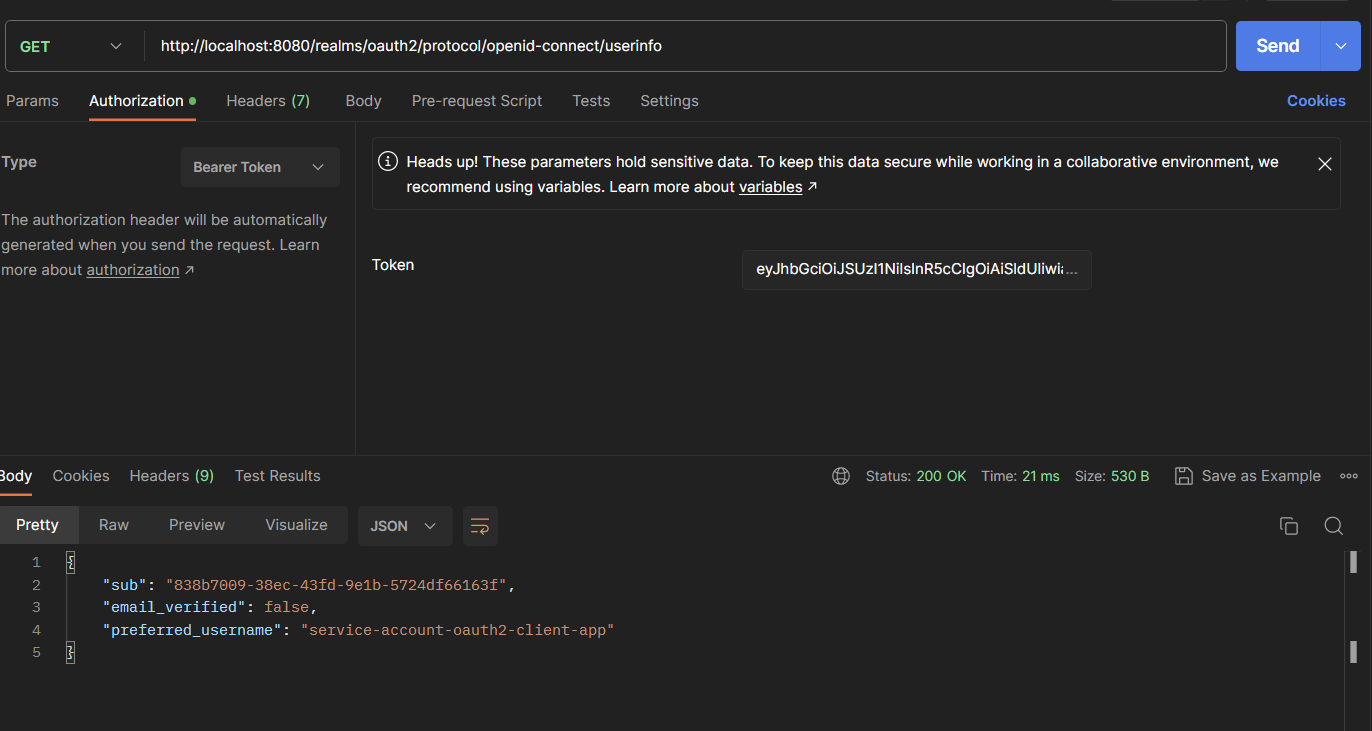 GET http://localhost:8080/realms/oauth2/protocol/openid-connect/userinfo Send
Params Authorization Headers (7) Body Pre-request Script Tests Settings Cookies
Type Bearer Token
The authorization header will be automatically
generated when you send the request. Learn
more about authorization ↗
Heads up! These parameters hold sensitive data. To keep this data secure while working in a collaborative environment, we
recommend using variables. Learn more about variables ↗
Token eyJhbGciOiJSUzI1NiIsInR5cCIgOiAiSldUIiwia...
Body Cookies Headers (9) Test Results Status: 200 OK Time: 21 ms Size: 530 B Save as Example
Pretty Raw Preview Visualize JSON
1 {
2 "sub": "838b7009-38ec-43fd-9e1b-5724df66163f",
3 "email_verified": false,
4 "preferred_username": "service-account-oauth2-client-app"
5 }